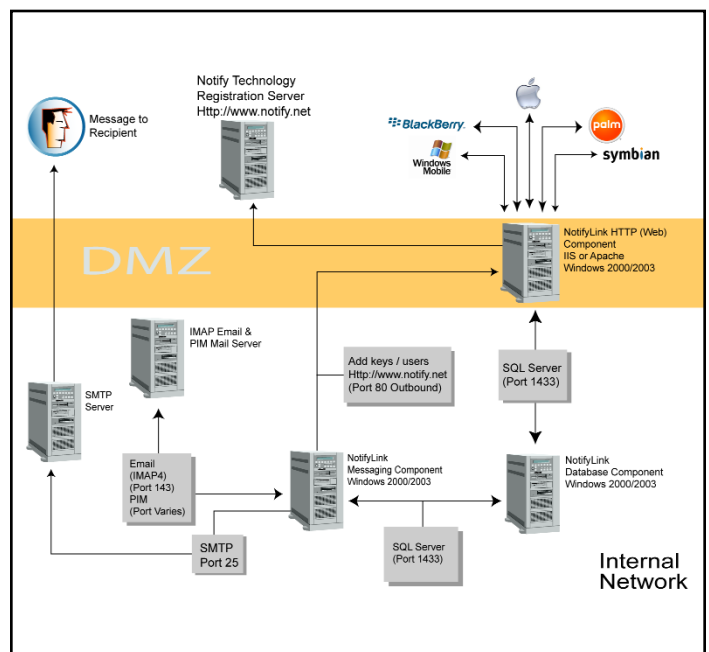 Notify Technology
Registration Server
Http://www.notify.net
Message to
Recipient
BlackBerry
palm
Windows
Mobile
symbian
DMZ
NotifyLink HTTP (Web)
Component
IIS or Apache
Windows 2000/2003
IMAP Email &
PIM Mail Server
Add keys / users
Http://www.notify.net
(Port 80 Outbound)
SQL Server
(Port 1433)
SMTP
Server
Email
(IMAP4)
(Port 143)
PIM
(Port Varies)
NotifyLink
Messaging Component
Windows 2000/2003
NotifyLink
Database Component
Windows 2000/2003
SMTP
Port 25
SQL Server
(Port 1433)
Internal
Network